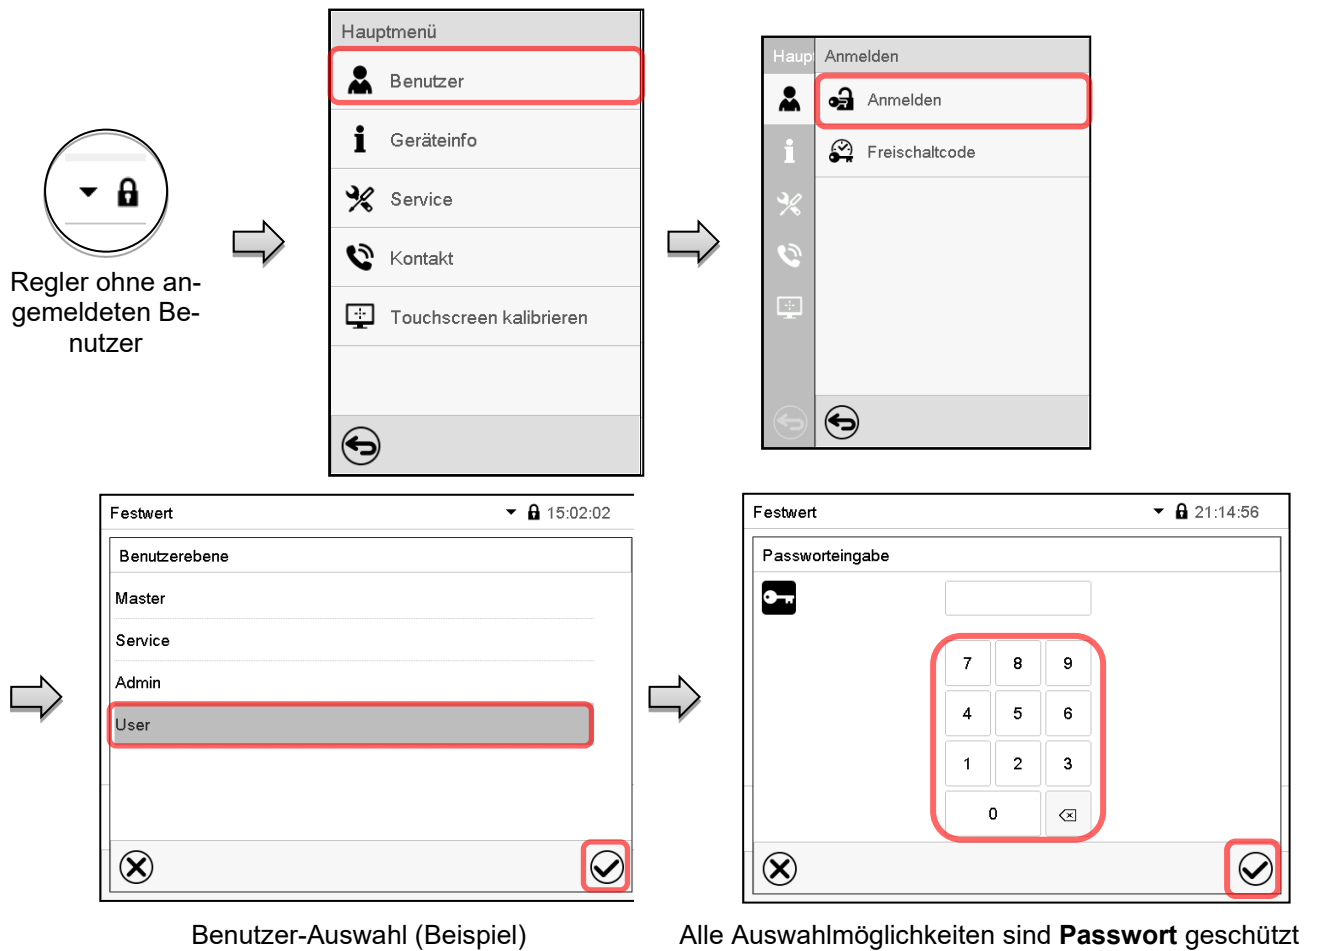 Regler ohne an-
gemeldeten Be-
nutzer
Hauptmenü
Benutzer
Geräteinfo
Service
Kontakt
Touchscreen kalibrieren
Haup
Anmelden
Anmelden
Freischaltcode
Festwert 15:02:02
Benutzerebene
Master
Service
Admin
User
Benutzer-Auswahl (Beispiel)
Festwert 21:14:56
Passworteingabe
7 8 9
4 5 6
1 2 3
0
Alle Auswahlmöglichkeiten sind Passwort geschützt